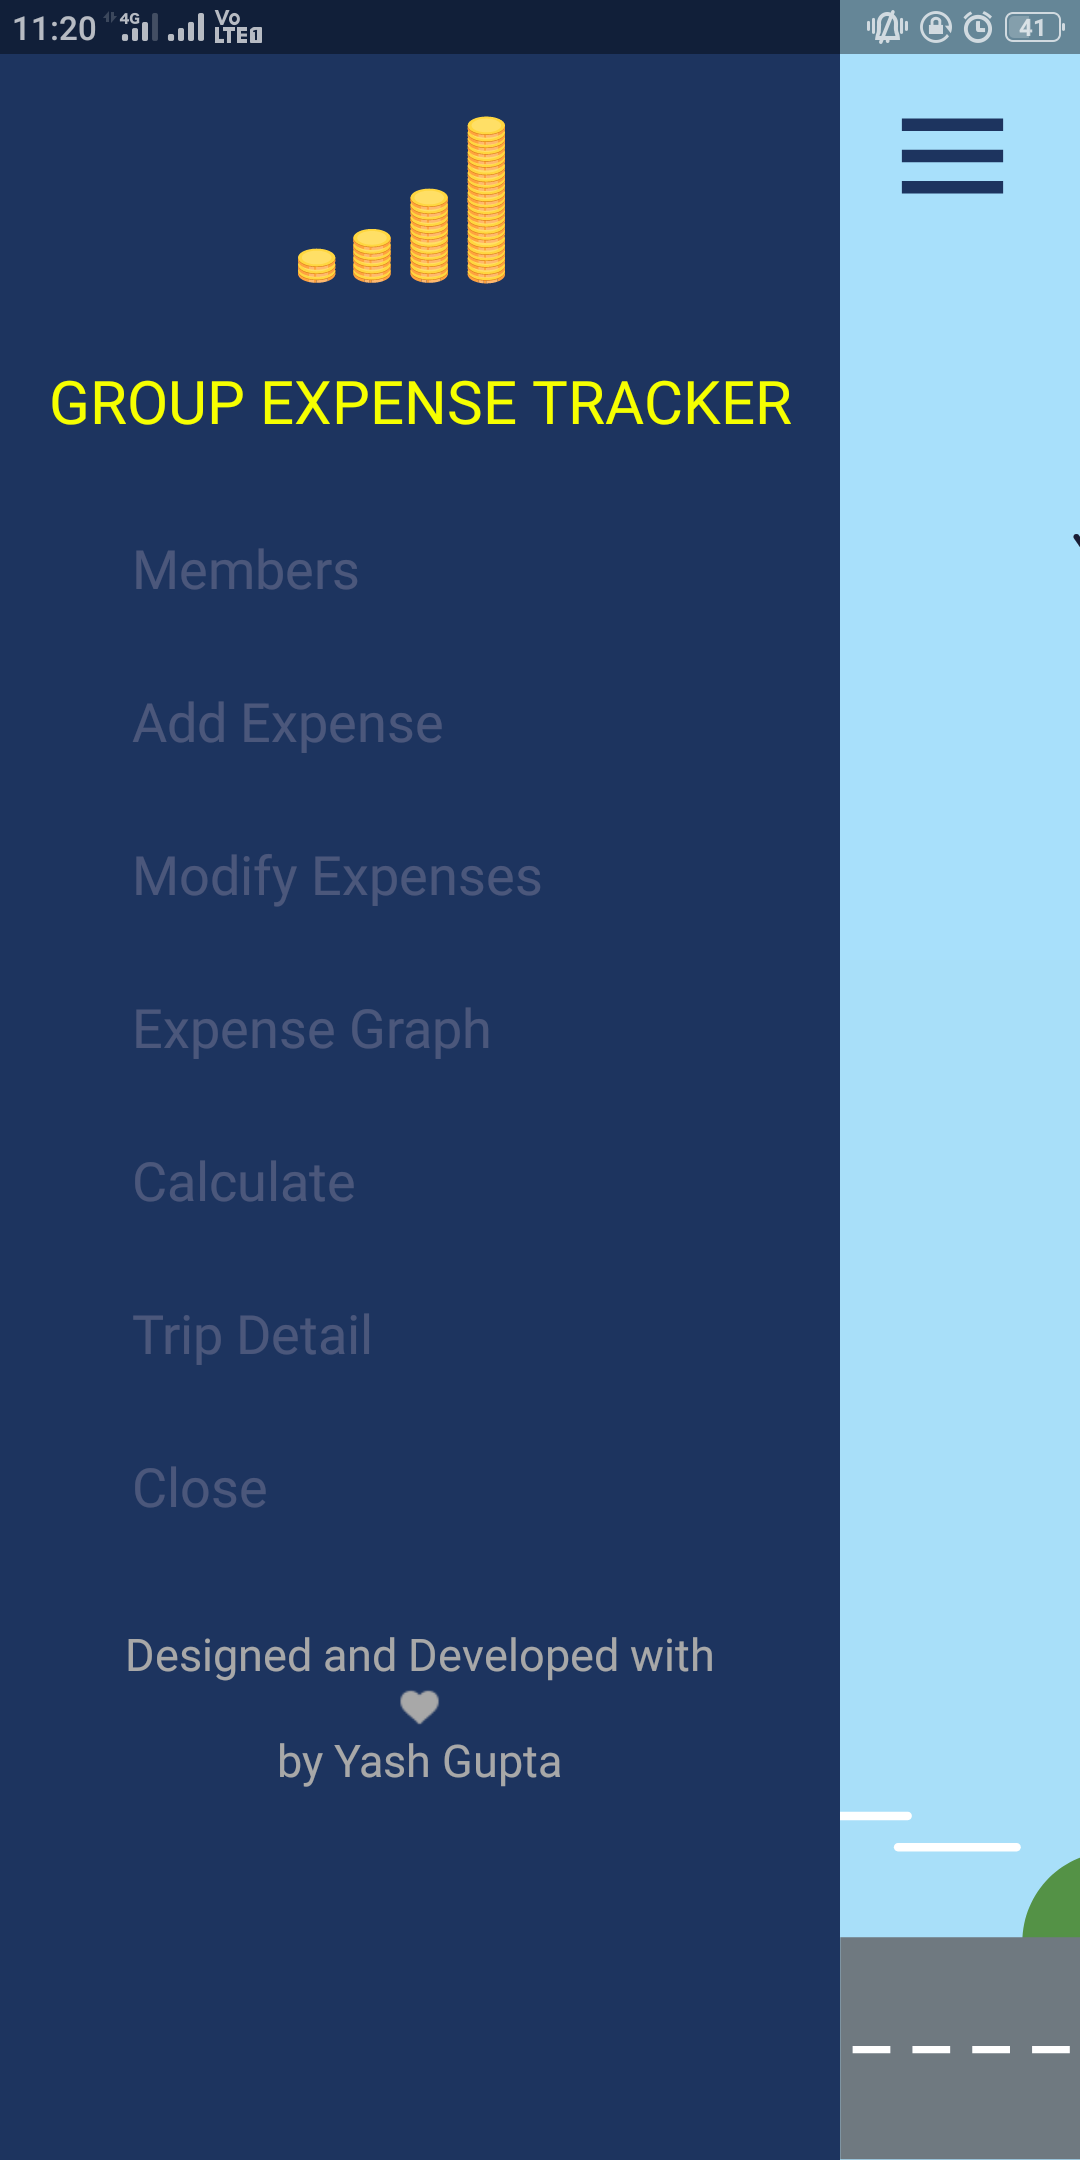 11:20 4G Vo LTE1 41
GROUP EXPENSE TRACKER
Members
Add Expense
Modify Expenses
Expense Graph
Calculate
Trip Detail
Close
Designed and Developed with
by Yash Gupta